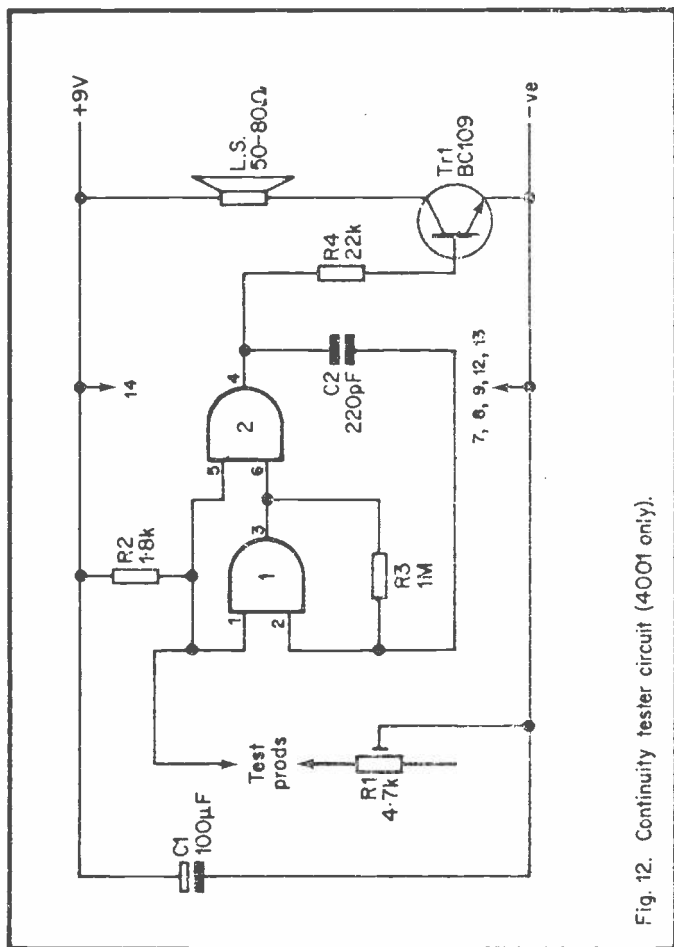 +9V
L.S.
50-80Ω
R2
1·8k
14
C1
100µF
1
2
3
5
6
4
1
2
R4
22k
Tr1
BC109
C2
220pF
Test
prods
R3
1M
R1
4·7k
7, 8, 9, 12, 13
-ve
Fig. 12. Continuity tester circuit (4001 only).